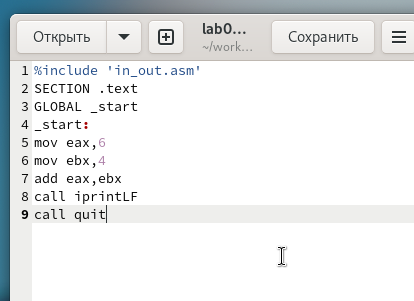 Открыть
lab0...
~/work...
Сохранить
1 %include 'in_out.asm'
2 SECTION .text
3 GLOBAL _start
4 _start:
5 mov eax,6
6 mov ebx,4
7 add eax,ebx
8 call iprintLF
9 call quit